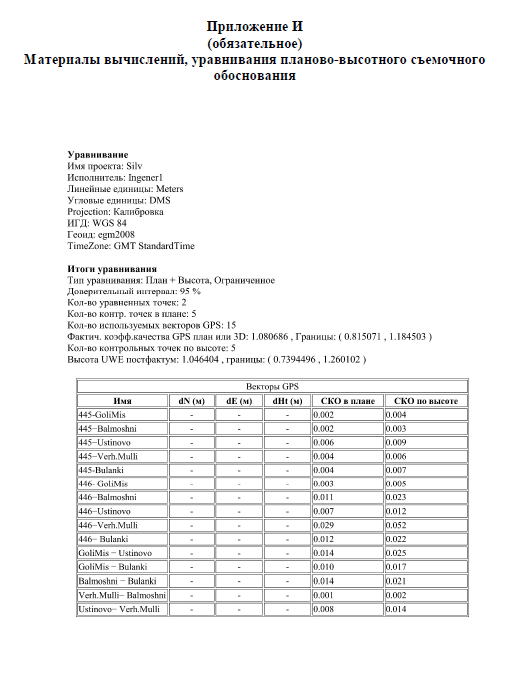 Приложение И
(обязательное)
Материалы вычислений, уравнивания планово-высотного съемочного
обоснования
Уравнивание
Имя проекта: Silv
Исполнитель: Ingener1
Линейные единицы: Meters
Угловые единицы: DMS
Projection: Калибровка
ИГД: WGS 84
Геоид: egm2008
TimeZone: GMT StandardTime
Итоги уравнивания
Тип уравнивания: План + Высота, Ограниченное
Доверительный интервал: 95 %
Кол-во уравненных точек: 2
Кол-во контр. точек в плане: 5
Кол-во используемых векторов GPS: 15
Фактич. коэфф.качества GPS план или 3D: 1.080686 , Границы: ( 0.815071 , 1.184503 )
Кол-во контрольных точек по высоте: 5
Высота UWE постфактум: 1.046404 , границы: ( 0.7394496 , 1.260102 )
Векторы GPS
Имя dN (м) dE (м) dHt (м) СКО в плане СКО по высоте
445-GoliMis - - - 0.002 0.004
445−Balmoshni - - - 0.002 0.003
445−Ustinovo - - - 0.006 0.009
445−Verh.Mulli - - - 0.004 0.006
445-Bulanki - - - 0.004 0.007
446- GoliMis - - - 0.003 0.005
446−Balmoshni - - - 0.011 0.023
446−Ustinovo - - - 0.007 0.012
446−Verh.Mulli - - - 0.029 0.052
446− Bulanki - - - 0.012 0.022
GoliMis − Ustinovo - - - 0.014 0.025
GoliMis − Bulanki - - - 0.010 0.017
Balmoshni − Bulanki - - - 0.014 0.021
Verh.Mulli− Balmoshni - - - 0.001 0.002
Ustinovo− Verh.Mulli - - - 0.008 0.014